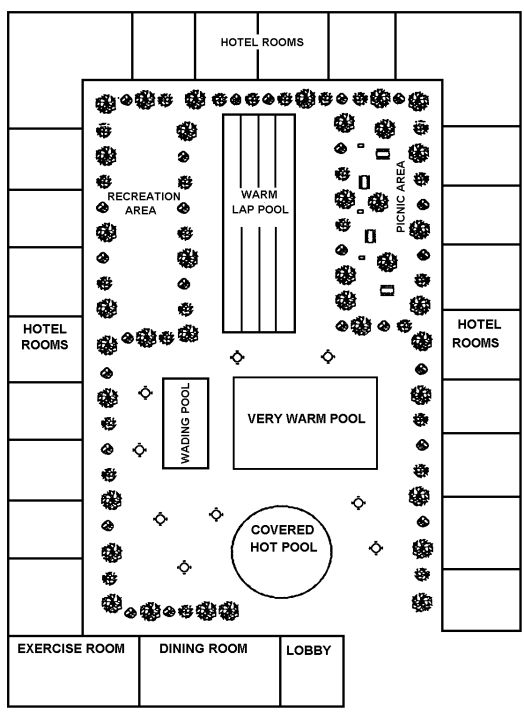 HOTEL ROOMS
RECREATION
AREA
WARM
LAP POOL
PICNIC AREA
HOTEL
ROOMS
HOTEL
ROOMS
WADING POOL
VERY WARM POOL
COVERED
HOT POOL
EXERCISE ROOM
DINING ROOM
LOBBY